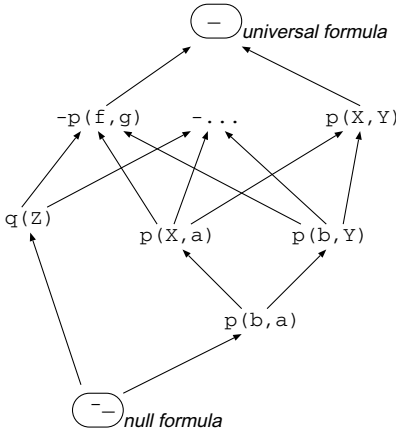 _
universal formula
-p(f,g) -... p(X,Y)
q(Z) p(X,a) p(b,Y)
p(b,a)
-_
null formula